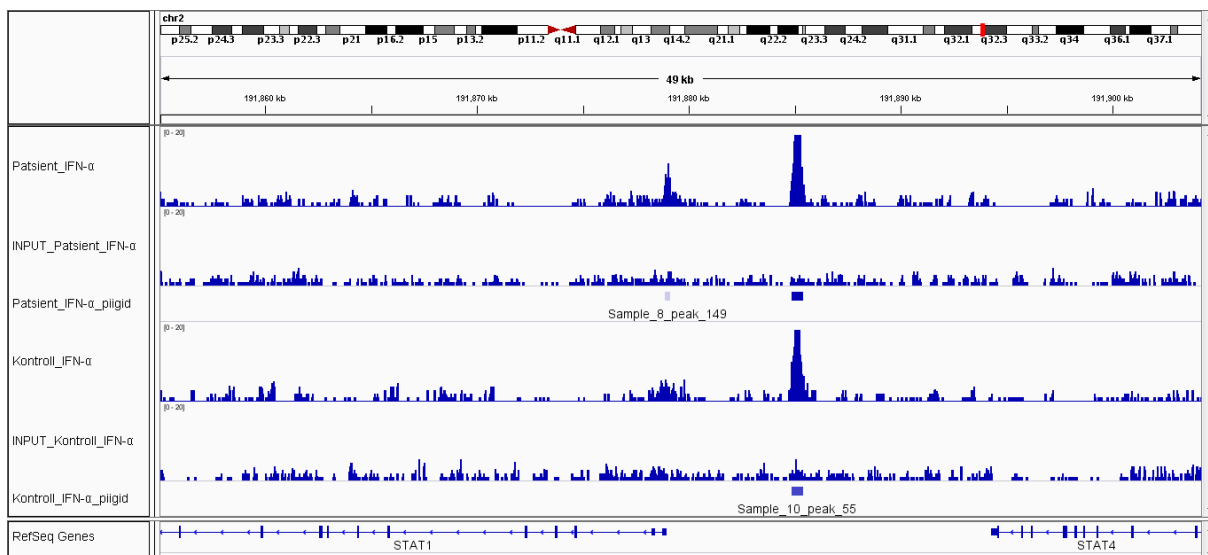 chr2
p25.2 p24.3 p23.3 p22.3 p21 p16.2 p15 p13.2 p11.2 q11.1 q12.1 q13 q14.2 q21.1 q22.2 q23.3 q24.2 q31.1 q32.1 q32.3 q33.2 q34 q36.1 q37.1
49 kb
191,860 kb 191,870 kb 191,880 kb 191,890 kb 191,900 kb
[0 - 20]
Patsient_IFN-α
[0 - 20]
INPUT_Patsient_IFN-α
Patsient_IFN-α_piigid
Sample_8_peak_149
[0 - 20]
Kontroll_IFN-α
[0 - 20]
INPUT_Kontroll_IFN-α
Kontroll_IFN-α_piigid
Sample_10_peak_55
RefSeq Genes
STAT1 STAT4